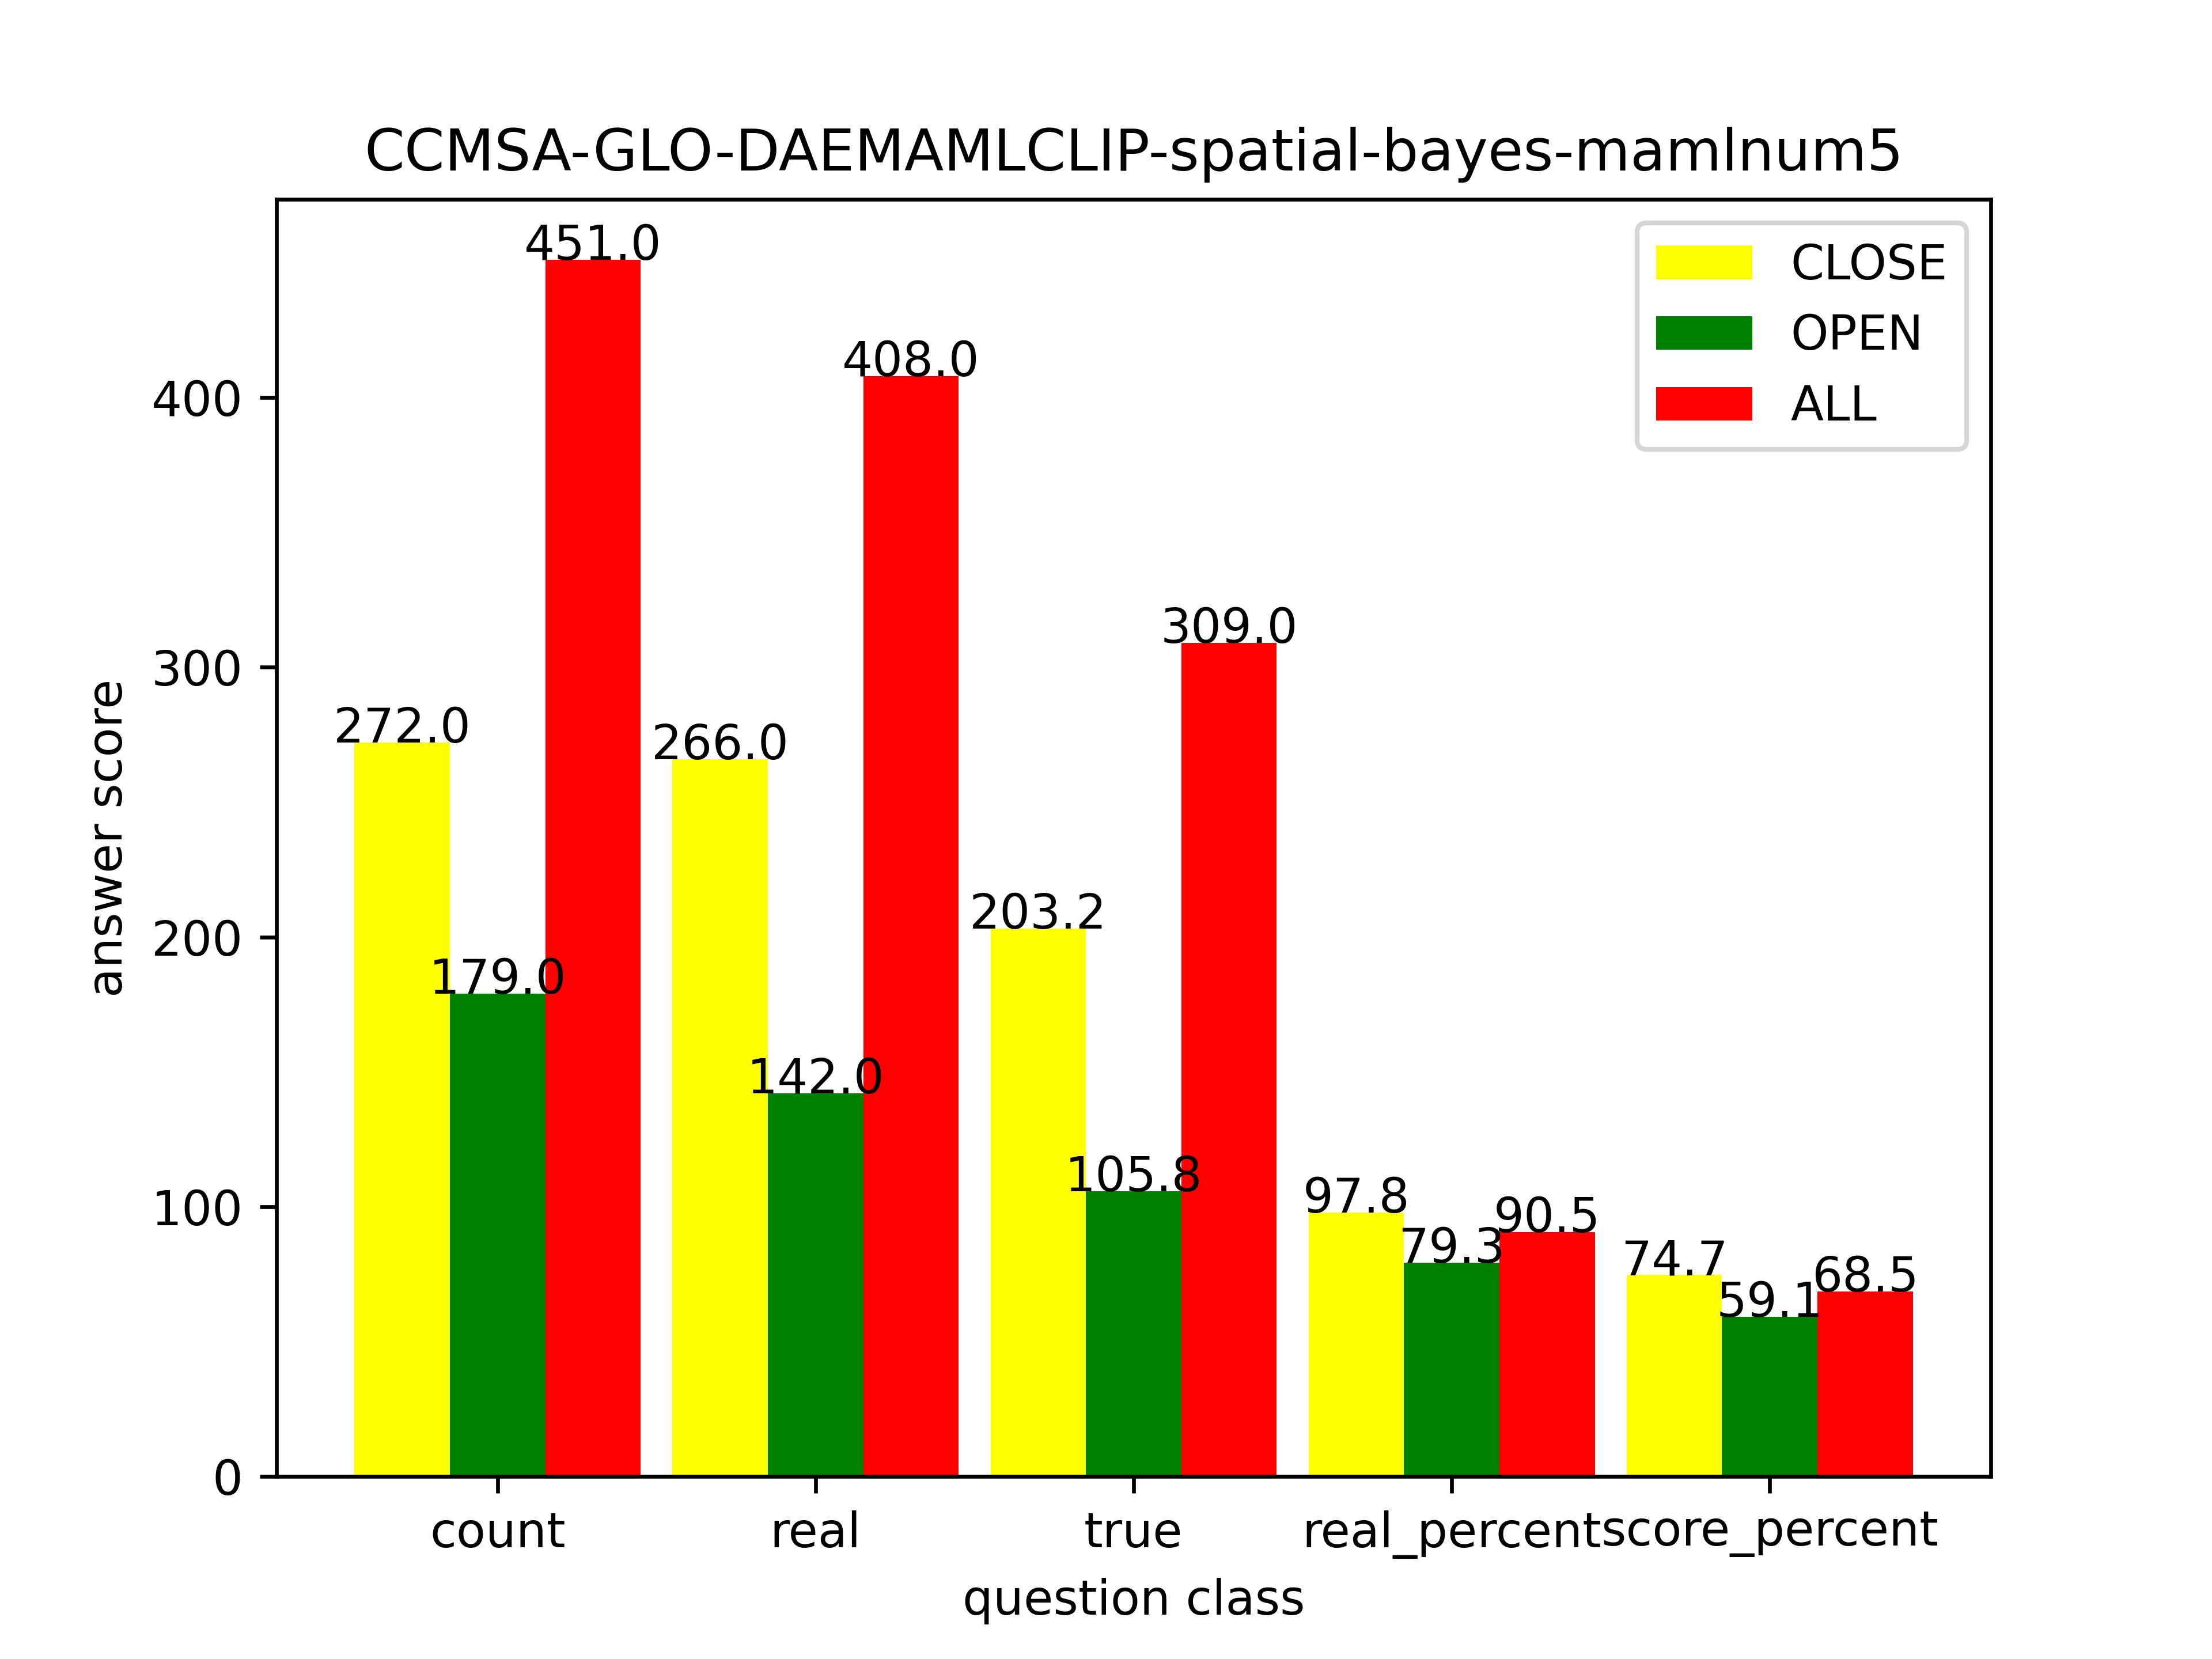 CCMSA-GLO-DAEMAMLCLIP-spatial-bayes-mamlnum5
CLOSE
OPEN
ALL
answer score
400
300
200
100
0
451.0
408.0
309.0
272.0
266.0
203.2
179.0
142.0
105.8
97.8
79.3
90.5
74.7
59.1
68.5
count real true real_percent score_percent
question class